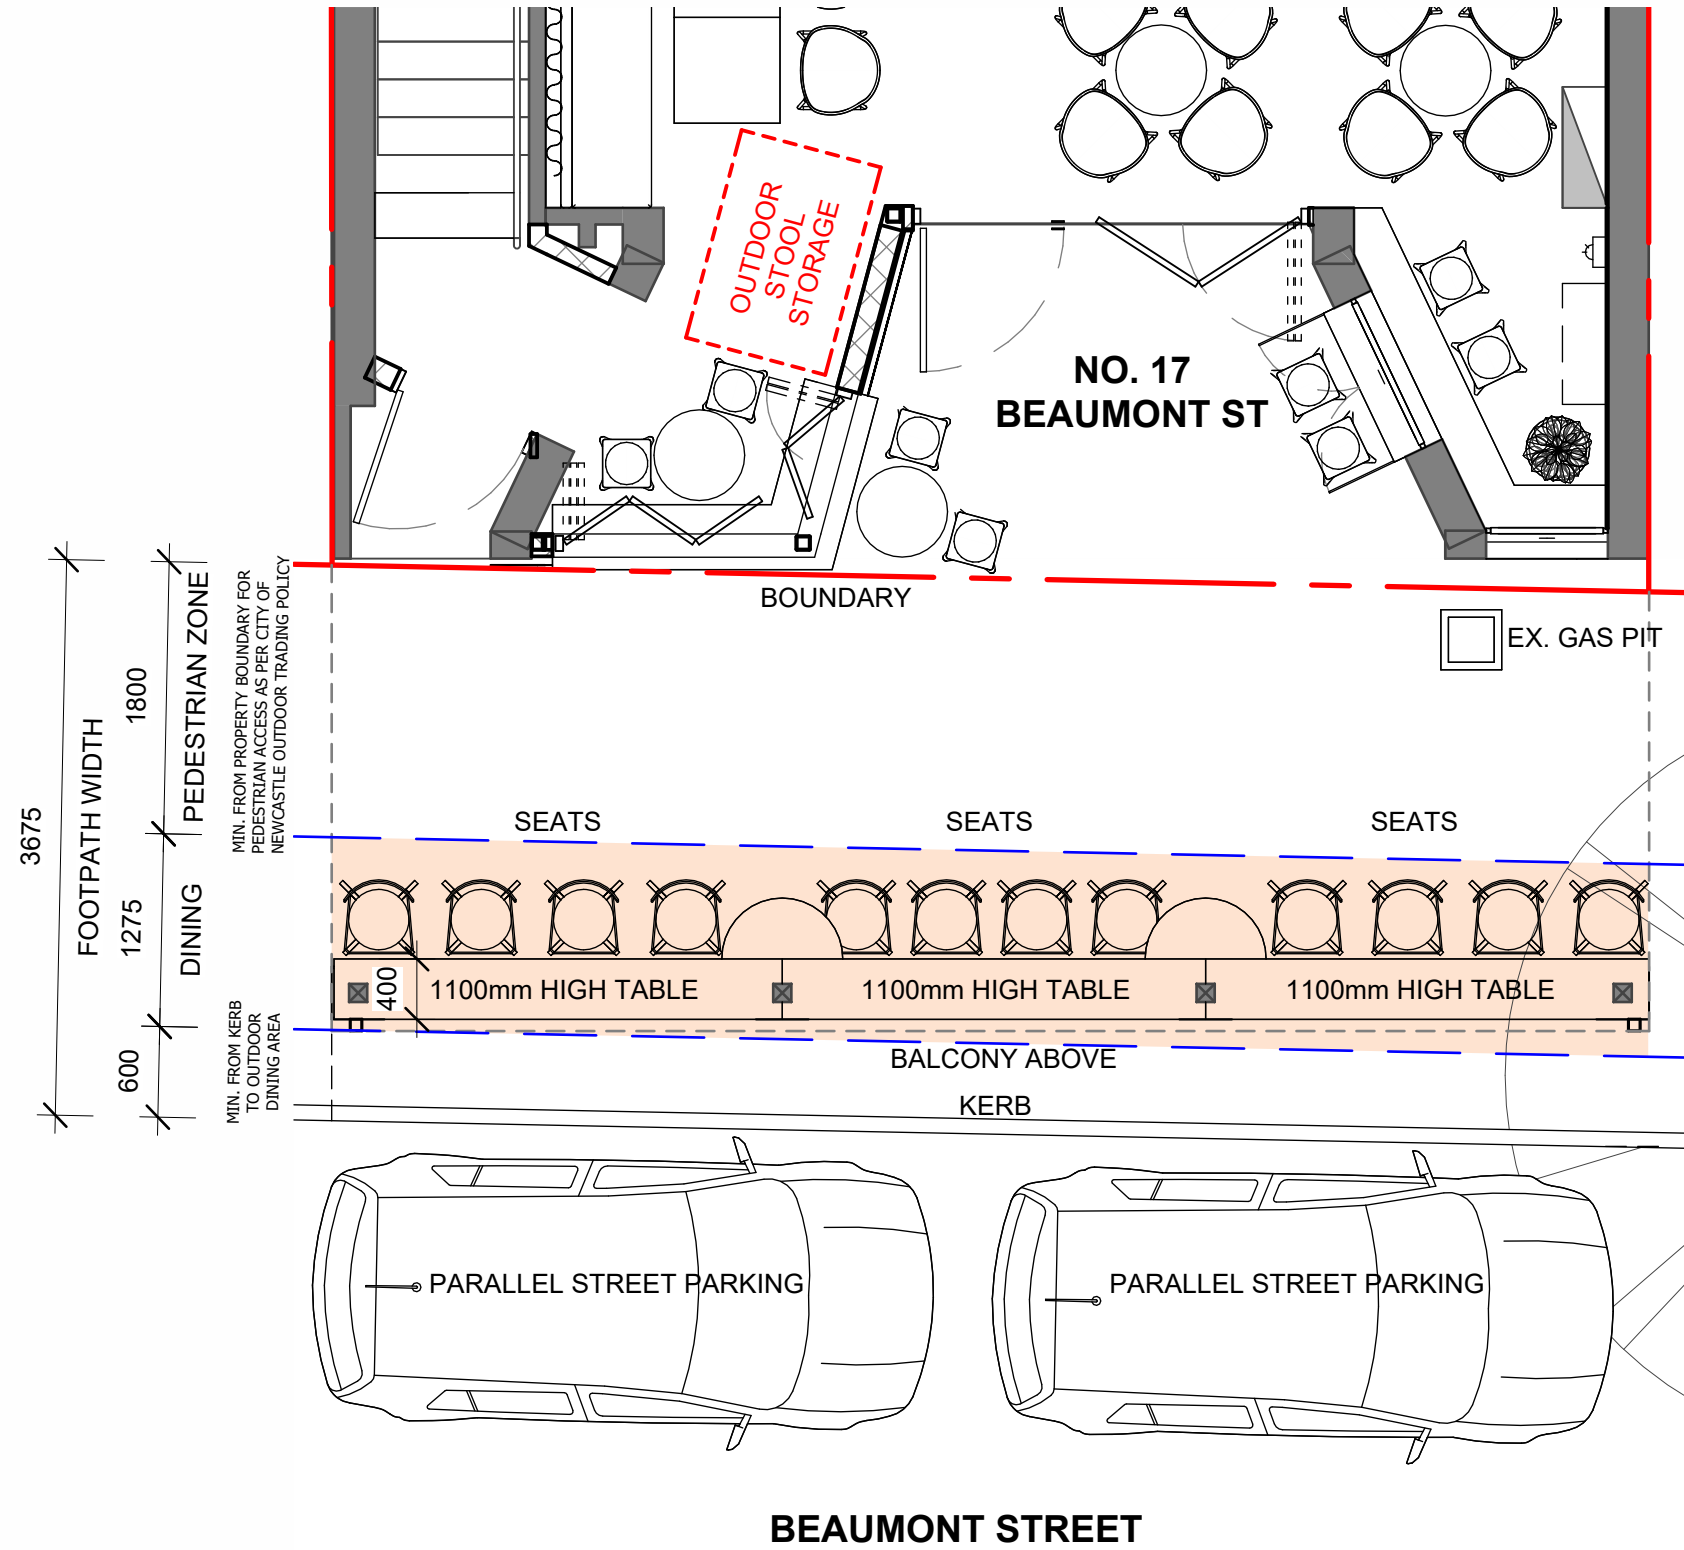 OUTDOOR
STOOL
STORAGE
NO. 17
BEAUMONT ST
BOUNDARY
EX. GAS PIT
3675
FOOTPATH WIDTH
1800
PEDESTRIAN ZONE
MIN. FROM PROPERTY BOUNDARY FOR
PEDESTRIAN ACCESS AS PER CITY OF
NEWCASTLE OUTDOOR TRADING POLICY
SEATS
SEATS
SEATS
1275
DINING
400
1100mm HIGH TABLE
1100mm HIGH TABLE
1100mm HIGH TABLE
600
MIN. FROM KERB
TO OUTDOOR
DINING AREA
BALCONY ABOVE
KERB
PARALLEL STREET PARKING
PARALLEL STREET PARKING
BEAUMONT STREET